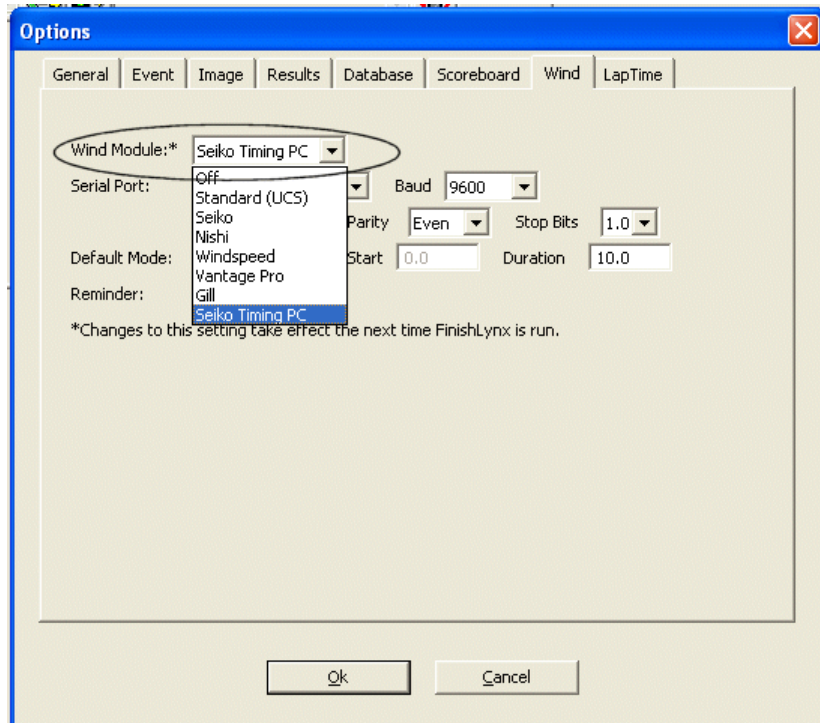 Options
General Event Image Results Database Scoreboard Wind LapTime
Wind Module:* Seiko Timing PC
Off
Serial Port: Baud 9600
Standard (UCS)
Seiko
Parity Even Stop Bits 1.0
Nishi
Default Mode: Windspeed Start 0.0 Duration 10.0
Vantage Pro
Reminder: Gill
Seiko Timing PC
*Changes to this setting take effect the next time FinishLynx is run.
Ok Cancel